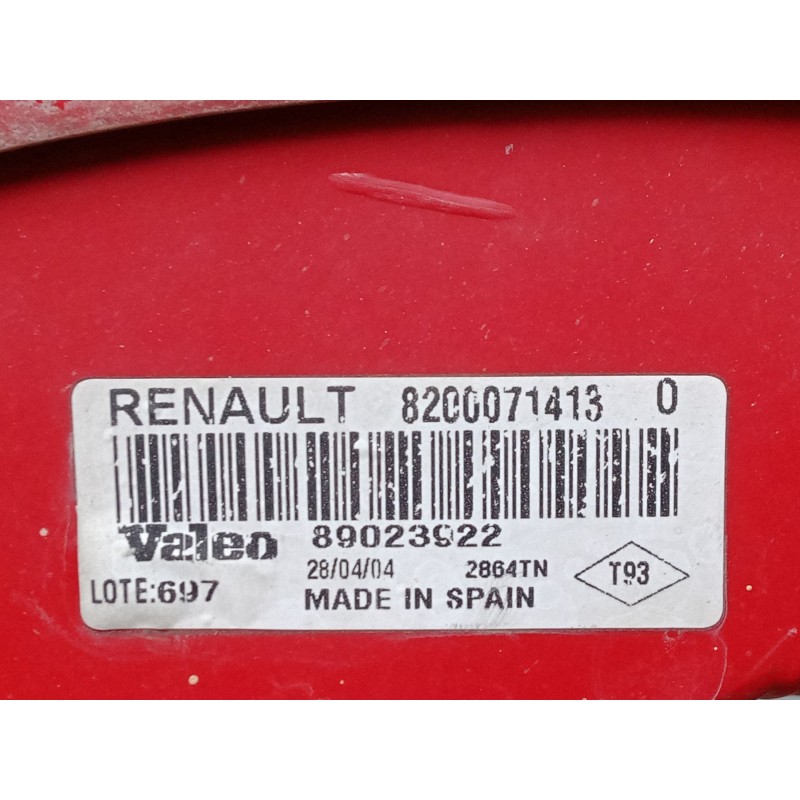 RENAULT 8200071413 0
Valeo 89023922
28/04/04 2864TN T93
LOTE:697 MADE IN SPAIN